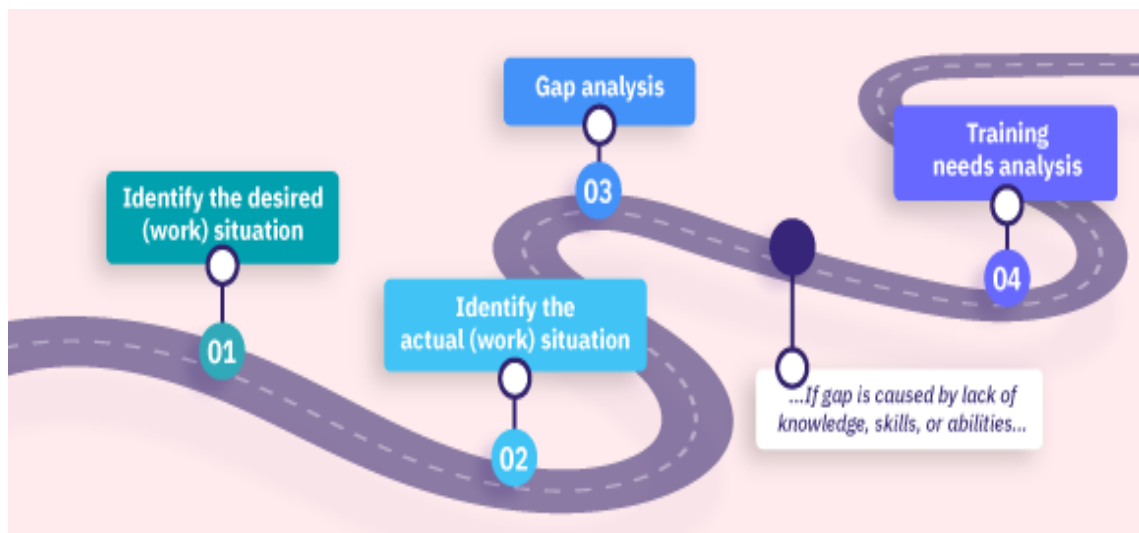 Identify the desired
(work) situation
01
Identify the
actual (work) situation
02
Gap analysis
03
...If gap is caused by lack of
knowledge, skills, or abilities...
Training
needs analysis
04